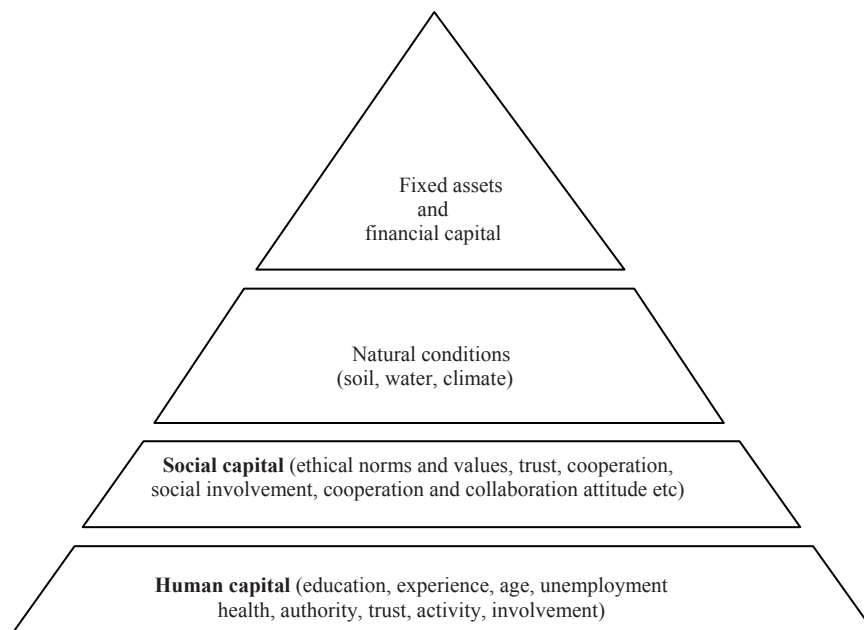 Fixed assets
and
financial capital
Natural conditions
(soil, water, climate)
Social capital (ethical norms and values, trust, cooperation,
social involvement, cooperation and collaboration attitude etc)
Human capital (education, experience, age, unemployment
health, authority, trust, activity, involvement)